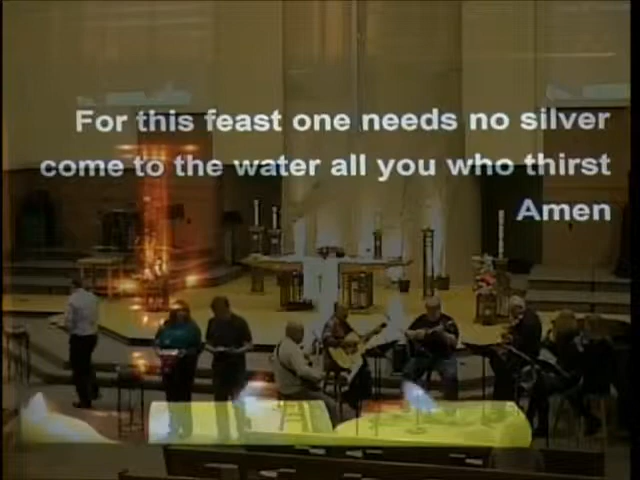 For this feast one needs no silver
come to the water all you who thirst
Amen